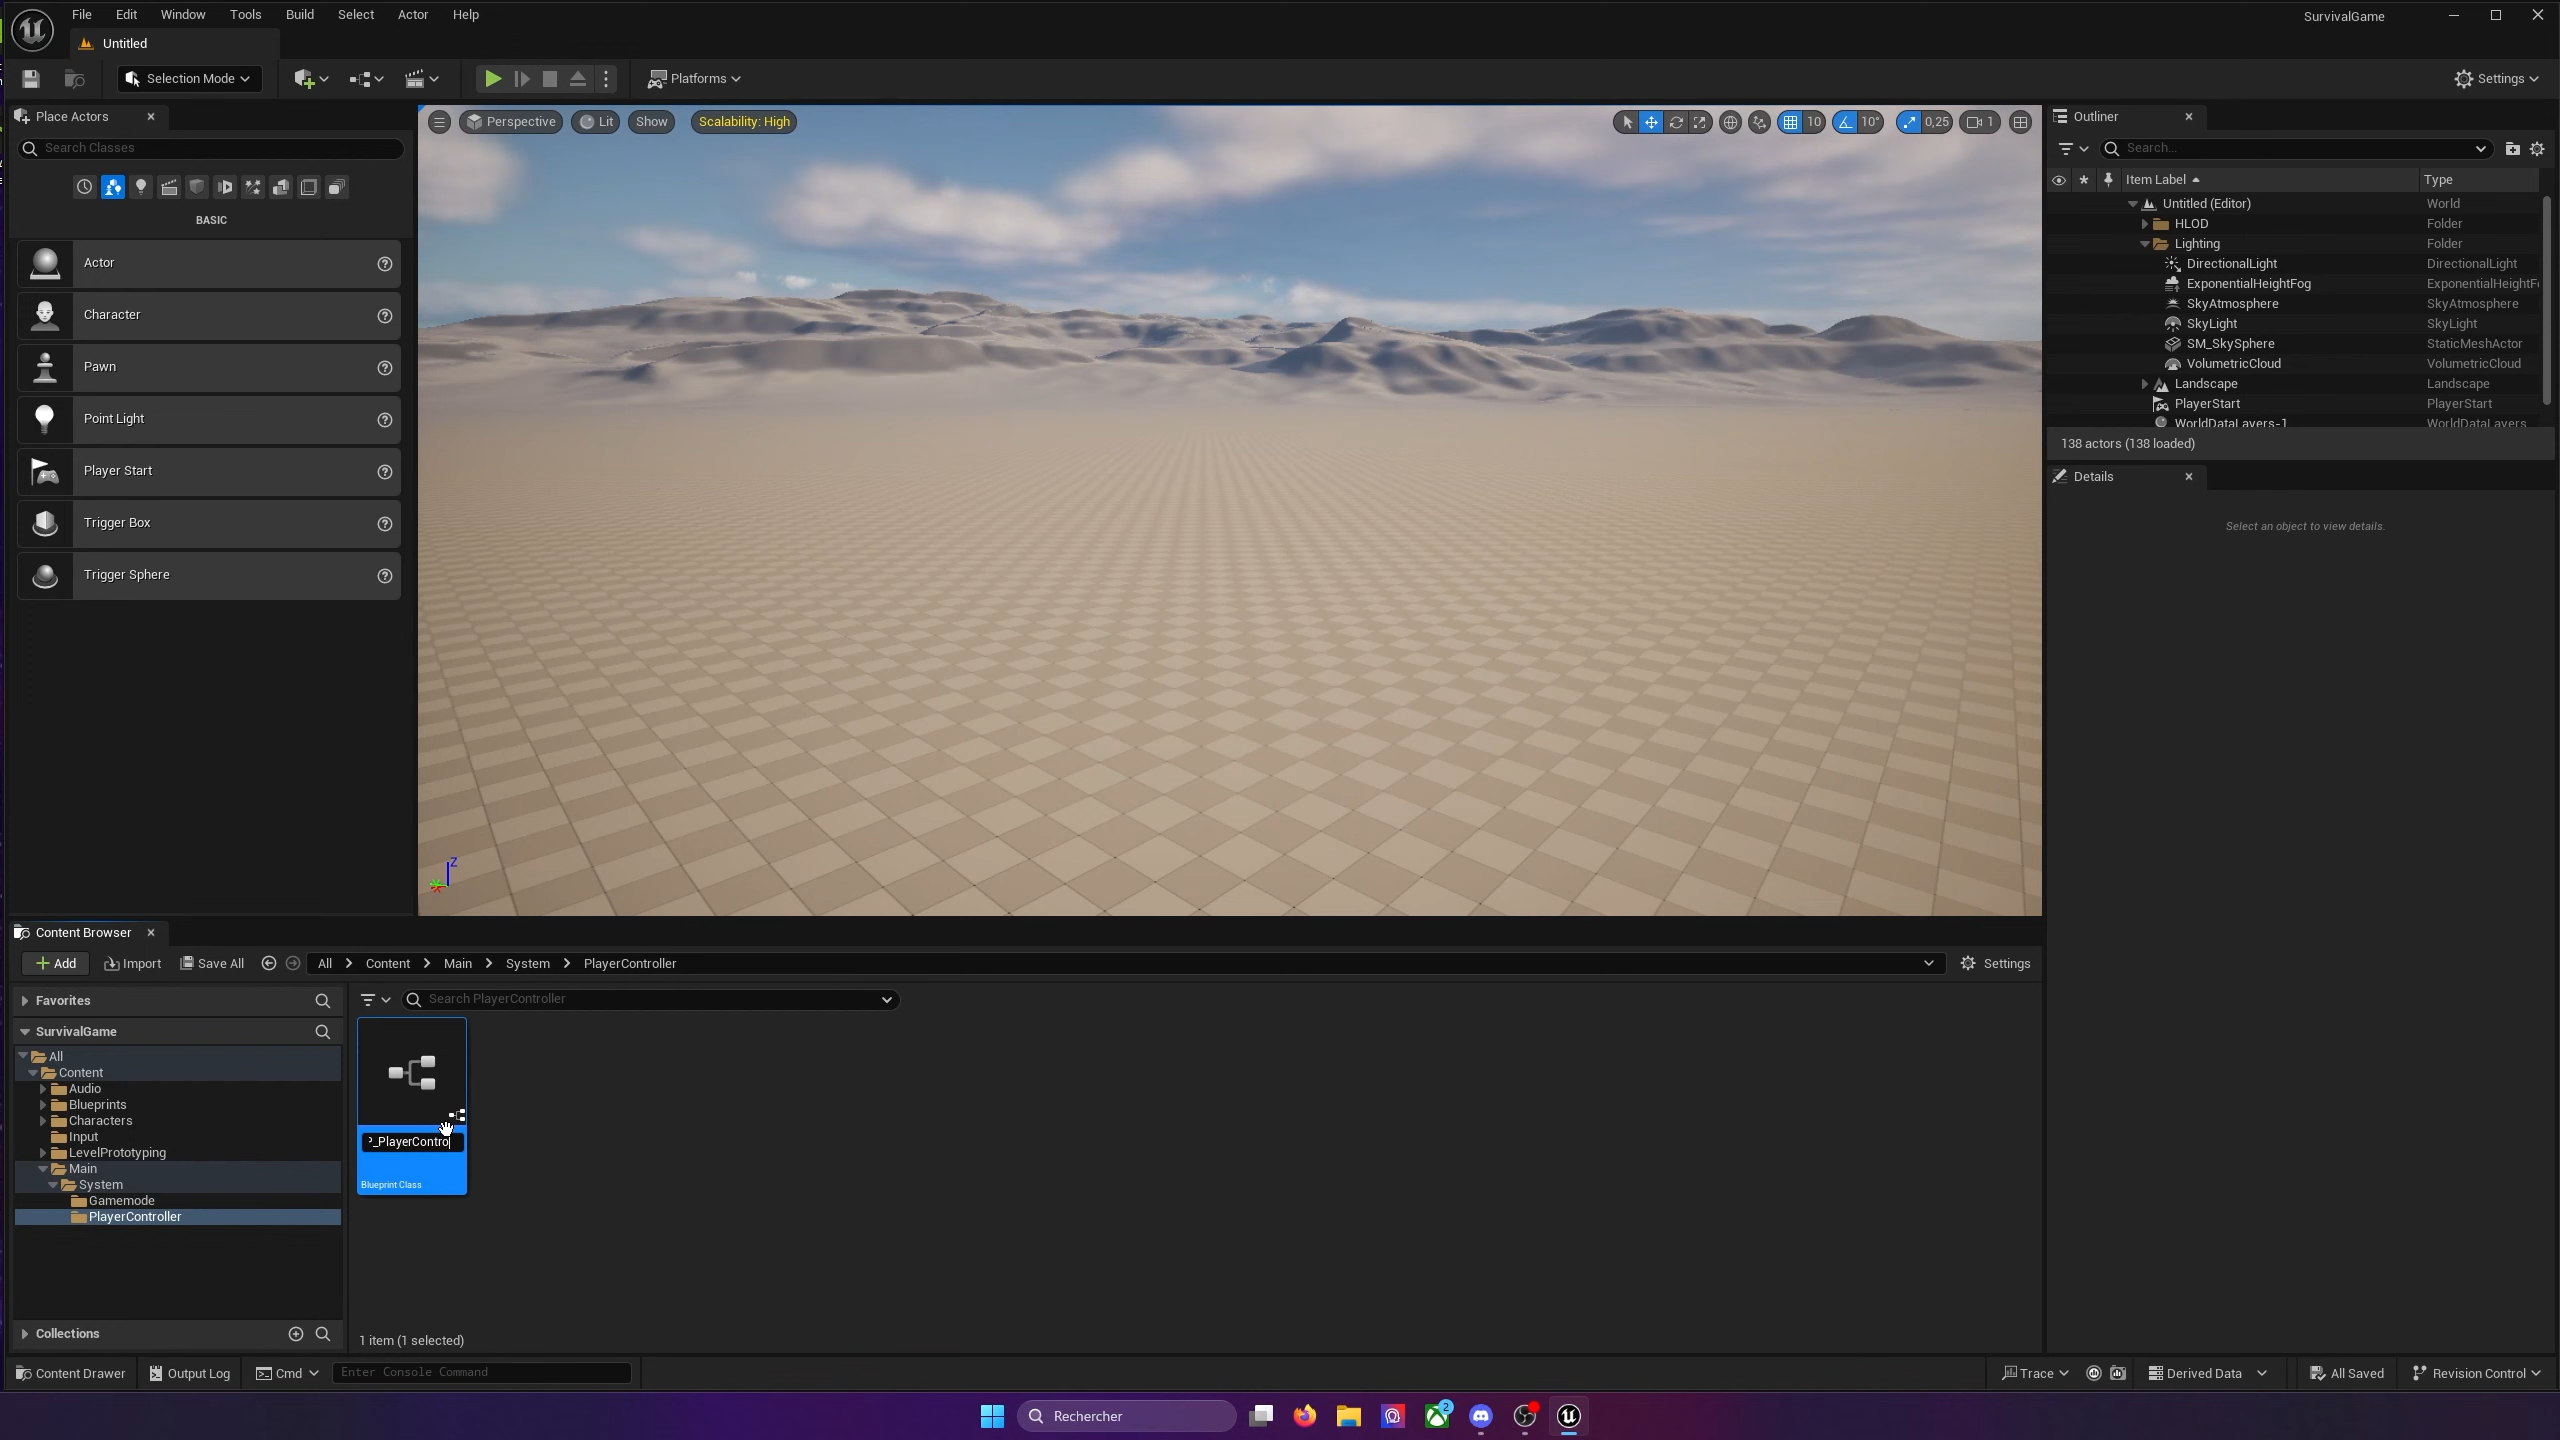 File Edit Window Tools Build Select Actor Help SurvivalGame
Untitled
Selection Mode Platforms Settings
Place Actors
Search Classes
BASIC
Actor
Character
Pawn
Point Light
Player Start
Trigger Box
Trigger Sphere
Perspective Lit Show Scalability: High 10 10° 0,25 1
Z
Outliner
Search...
Item Label Type
Untitled (Editor) World
HLOD Folder
Lighting Folder
DirectionalLight DirectionalLight
ExponentialHeightFog
SkyAtmosphere SkyAtmosphere
SkyLight SkyLight
SM_SkySphere StaticMeshActor
VolumetricCloud VolumetricCloud
Landscape Landscape
PlayerStart PlayerStart
WorldDataLayers-1 WorldDataLayers
138 actors (138 loaded)
Details
Select an object to view details.
Content Browser
Add Import Save All All Content Main System PlayerController Settings
Favorites
SurvivalGame
All
Content
Audio
Blueprints
Characters
Input
LevelPrototyping
Main
System
Gamemode
PlayerController
Collections
Search PlayerController
P_PlayerContro
Blueprint Class
1 item (1 selected)
Content Drawer Output Log Cmd Enter Console Command Trace Derived Data All Saved Revision Control
Rechercher 2